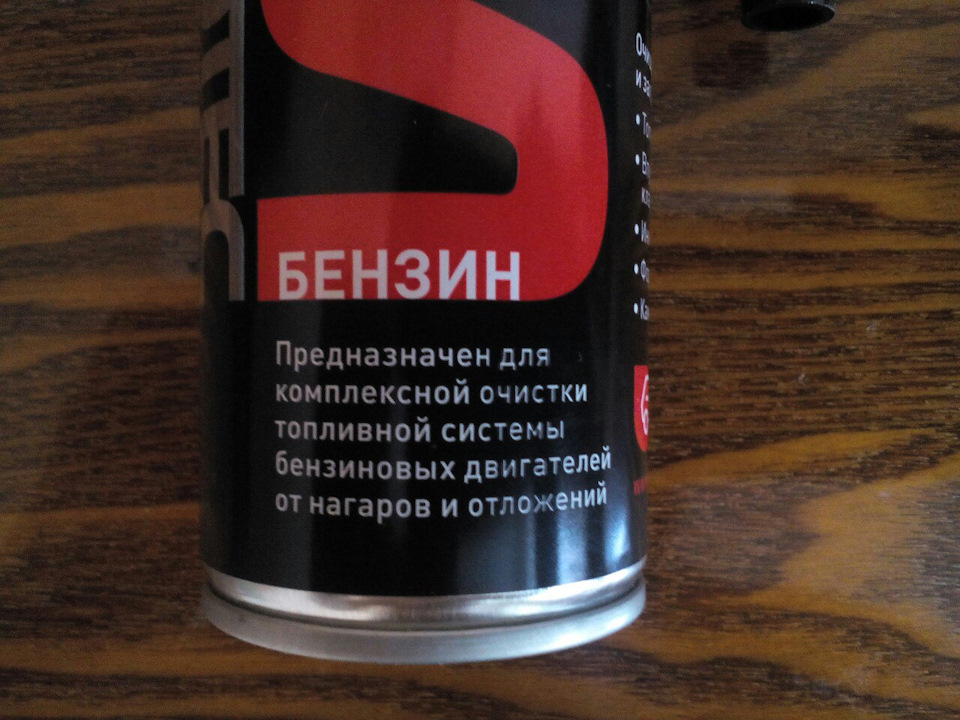 БЕНЗИН
Предназначен для
комплексной очистки
топливной системы
бензиновых двигателей
от нагаров и отложений